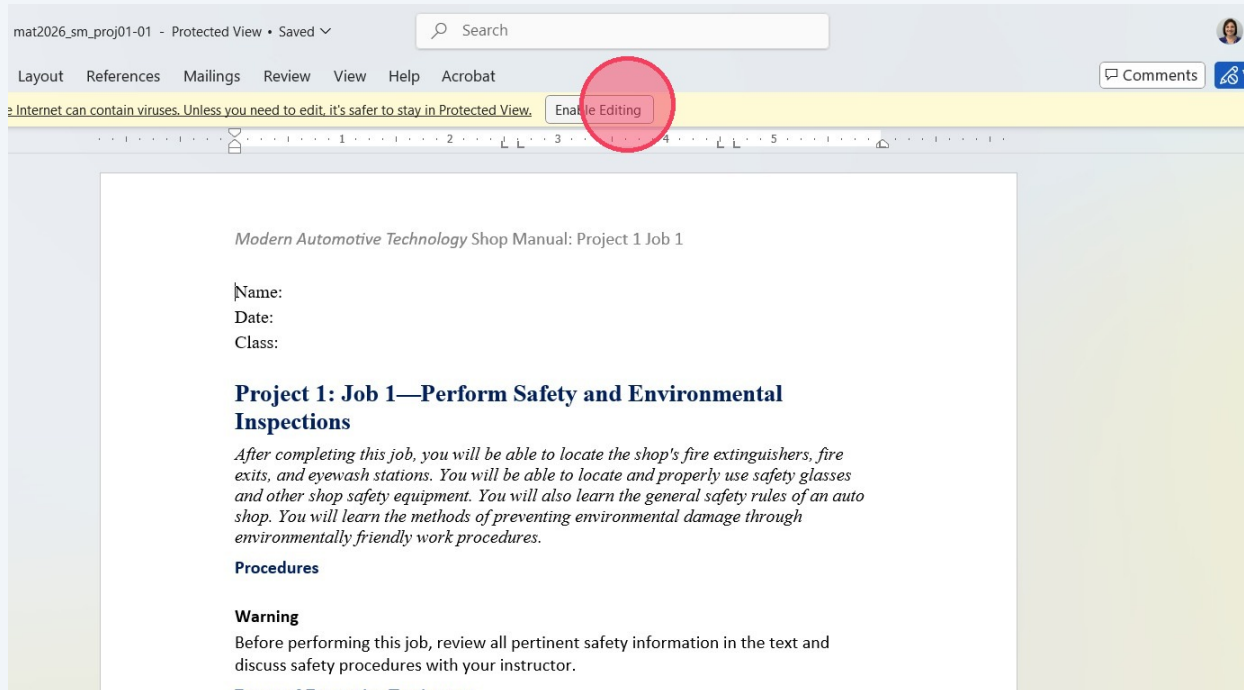 mat2026_sm_proj01-01 - Protected View • Saved
Search
Layout References Mailings Review View Help Acrobat
Comments
Internet can contain viruses. Unless you need to edit, it's safer to stay in Protected View. Enable Editing
1 2 3 4 5
Modern Automotive Technology Shop Manual: Project 1 Job 1
Name:
Date:
Class:
Project 1: Job 1—Perform Safety and Environmental
Inspections
After completing this job, you will be able to locate the shop's fire extinguishers, fire
exits, and eyewash stations. You will be able to locate and properly use safety glasses
and other shop safety equipment. You will also learn the general safety rules of an auto
shop. You will learn the methods of preventing environmental damage through
environmentally friendly work procedures.
Procedures
Warning
Before performing this job, review all pertinent safety information in the text and
discuss safety procedures with your instructor.